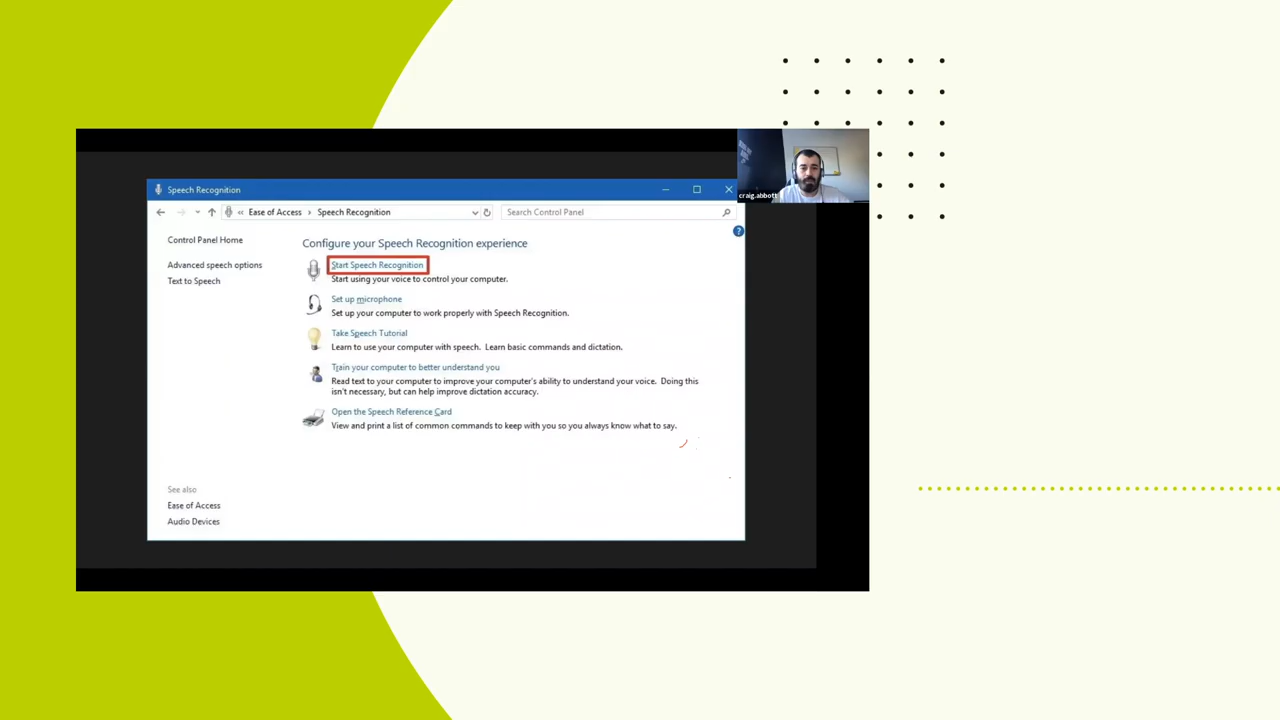 Speech Recognition
craig.abbott
« Ease of Access › Speech Recognition
Search Control Panel
Control Panel Home
Advanced speech options
Text to Speech
Configure your Speech Recognition experience
Start Speech Recognition
Start using your voice to control your computer.
Set up microphone
Set up your computer to work properly with Speech Recognition.
Take Speech Tutorial
Learn to use your computer with speech. Learn basic commands and dictation.
Train your computer to better understand you
Read text to your computer to improve your computer's ability to understand your voice. Doing this
isn't necessary, but can help improve dictation accuracy.
Open the Speech Reference Card
View and print a list of common commands to keep with you so you always know what to say.
See also
Ease of Access
Audio Devices